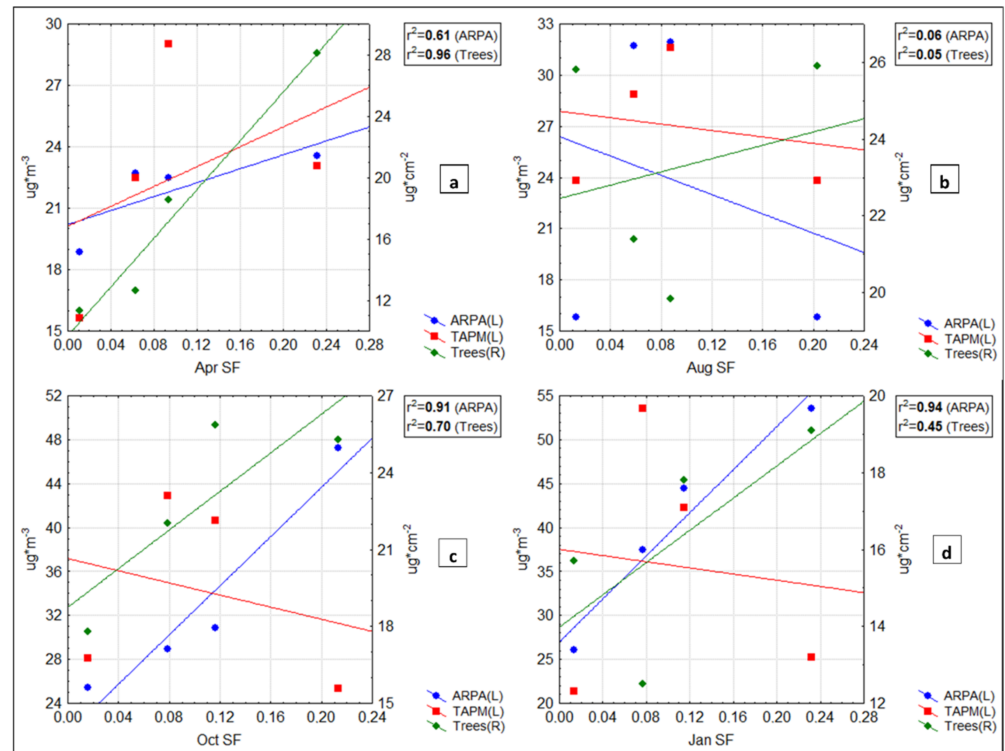 30
27
24
21
18
15
ug*m-3
28
24
20
16
12
ug*cm-2
0.00 0.04 0.08 0.12 0.16 0.20 0.24 0.28
Apr SF
r2=0.61 (ARPA)
r2=0.96 (Trees)
a
ARPA(L)
TAPM(L)
Trees(R)
33
30
27
24
21
18
15
ug*m-3
26
24
22
20
ug*cm-2
0.00 0.04 0.08 0.12 0.16 0.20 0.24
Aug SF
r2=0.06 (ARPA)
r2=0.05 (Trees)
b
ARPA(L)
TAPM(L)
Trees(R)
52
48
44
40
36
32
28
24
ug*m-3
27
24
21
18
15
ug*cm-2
0.00 0.04 0.08 0.12 0.16 0.20 0.24
Oct SF
r2=0.91 (ARPA)
r2=0.70 (Trees)
c
ARPA(L)
TAPM(L)
Trees(R)
55
50
45
40
35
30
25
20
ug*m-3
20
18
16
14
12
ug*cm-2
0.00 0.04 0.08 0.12 0.16 0.20 0.24 0.28
Jan SF
r2=0.94 (ARPA)
r2=0.45 (Trees)
d
ARPA(L)
TAPM(L)
Trees(R)